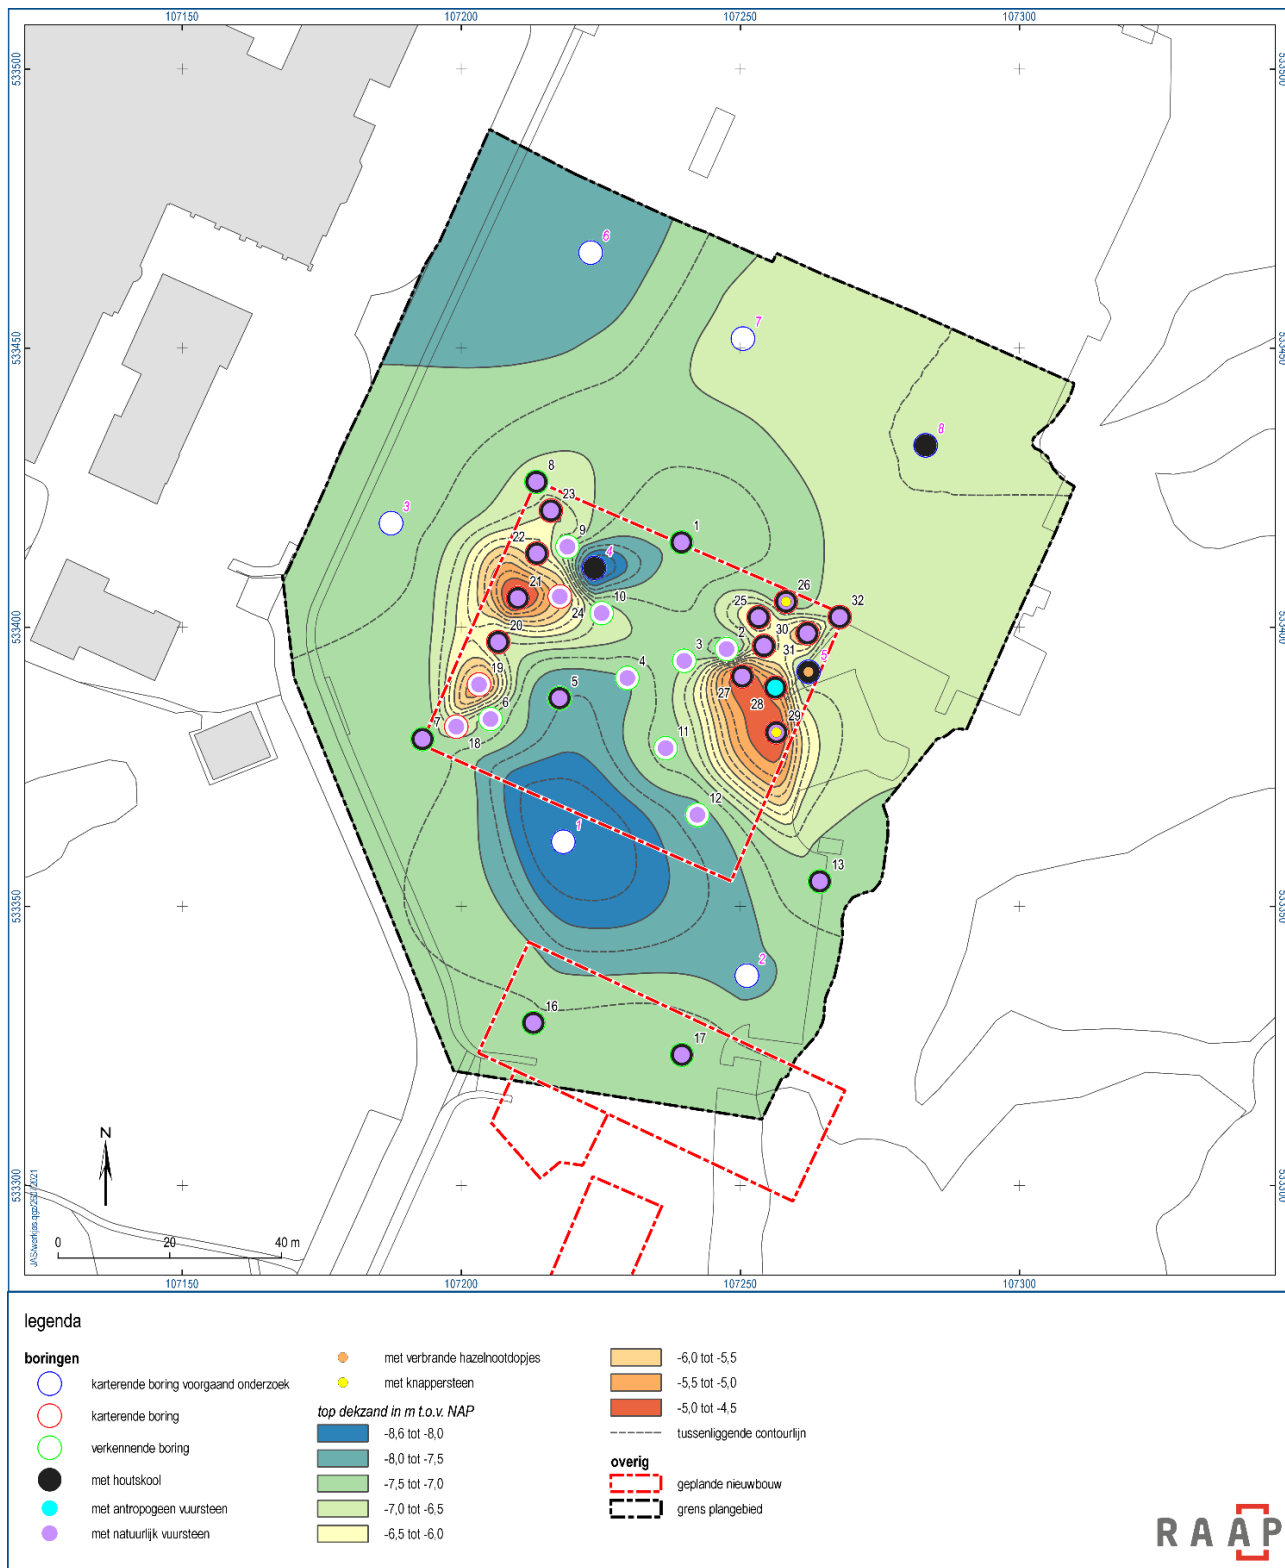 107150 107200 107250 107300
533500 533500
6
7
533450 533450
8
8
23
3
9
1
22
4
21
26
25
32
10
24
30
533400 533400
20
2
31
3
5
4
19
5
27
28
6
29
7
18
11
12
1
13
533350 533350
2
16
17
N
533300 533300
0 20 40 m
107150 107200 107250 107300
legenda
boringen
karterende boring voorgaand onderzoek
karterende boring
verkennende boring
met houtskool
met antropogeen vuursteen
met natuurlijk vuursteen
met verbrande hazelnootdopjes
met knappersteen
top dekzand in m t.o.v. NAP
-8,6 tot -8,0
-8,0 tot -7,5
-7,5 tot -7,0
-7,0 tot -6,5
-6,5 tot -6,0
-6,0 tot -5,5
-5,5 tot -5,0
-5,0 tot -4,5
tussenliggende contourlijn
overig
geplande nieuwbouw
grens plangebied
RAAP